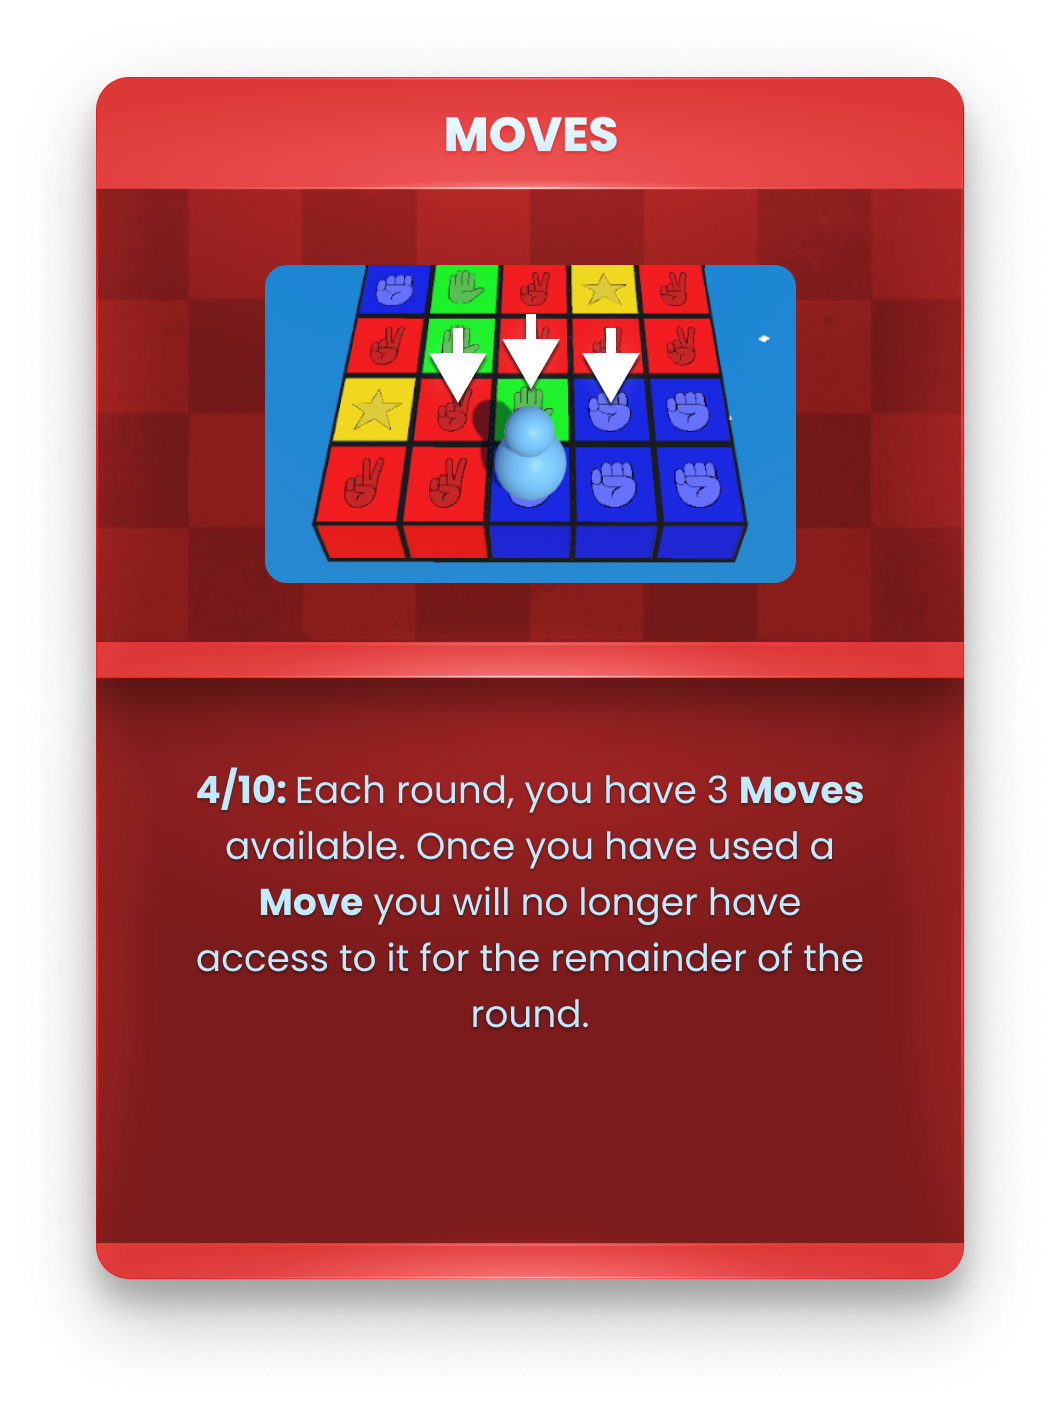 MOVES
4/10: Each round, you have 3 Moves
available. Once you have used a
Move you will no longer have
access to it for the remainder of the
round.